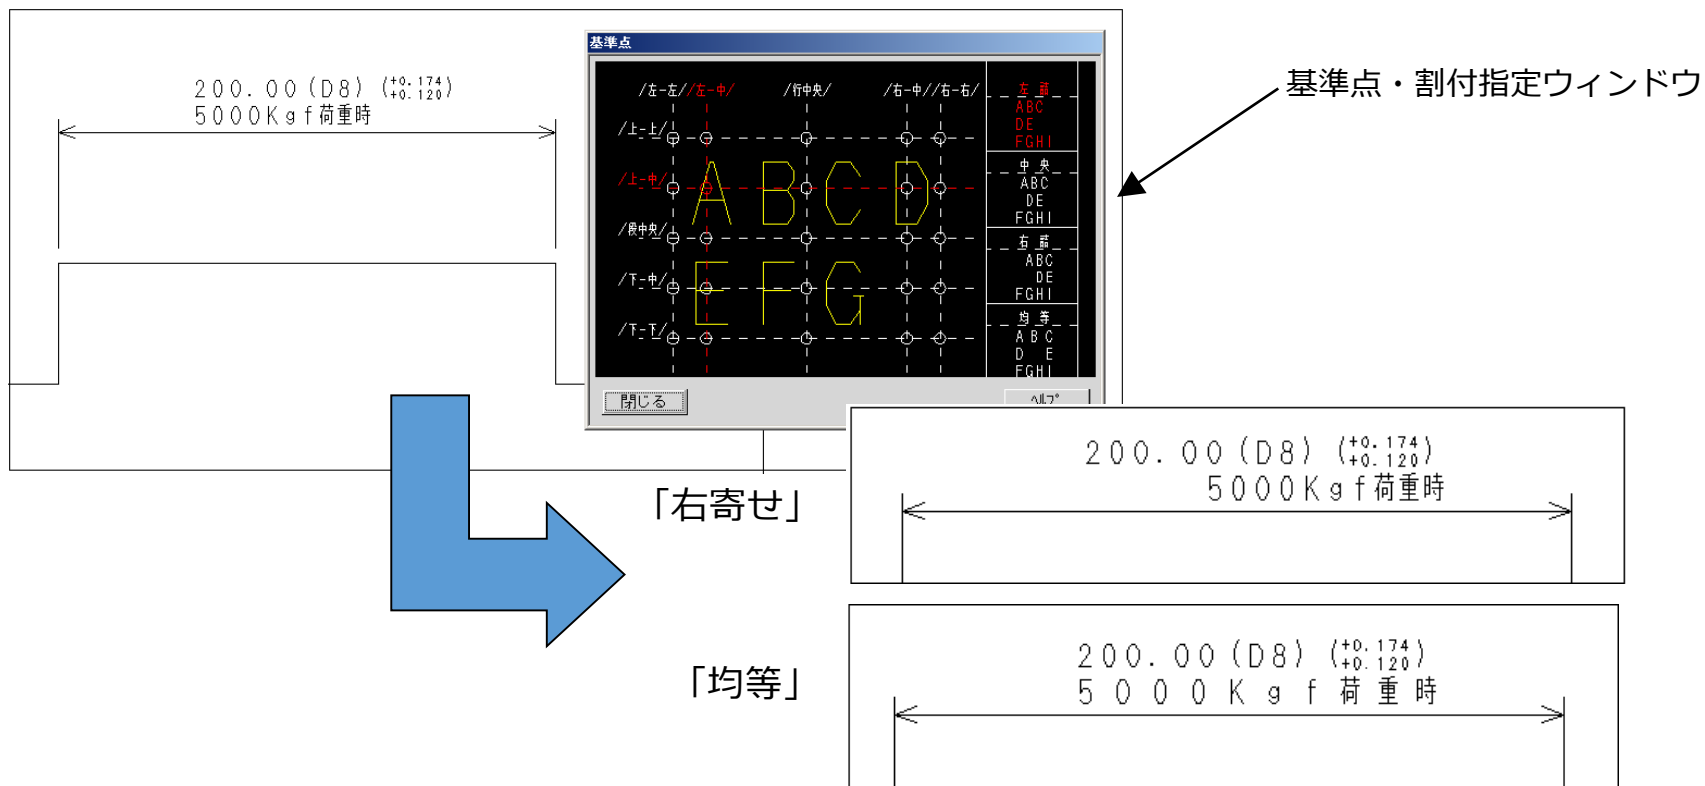 200.00(D8) (+0.174 +0.120)
5000Kgf荷重時
基準点
/左-左//左-中/ /行中央/ /右-中//右-右/
/上-上/
/上-中/
/段中央/
/下-中/
/下-下/
ABCD
EFG
左詰
ABC
DE
FGHI
中央
ABC
DE
FGHI
右詰
ABC
DE
FGHI
均等
A B C
D E
FGHI
閉じる
ヘルプ
基準点・割付指定ウィンドウ
「右寄せ」
200.00(D8) (+0.174 +0.120)
5000Kgf荷重時
「均等」
200.00(D8) (+0.174 +0.120)
5000Kgf荷重時